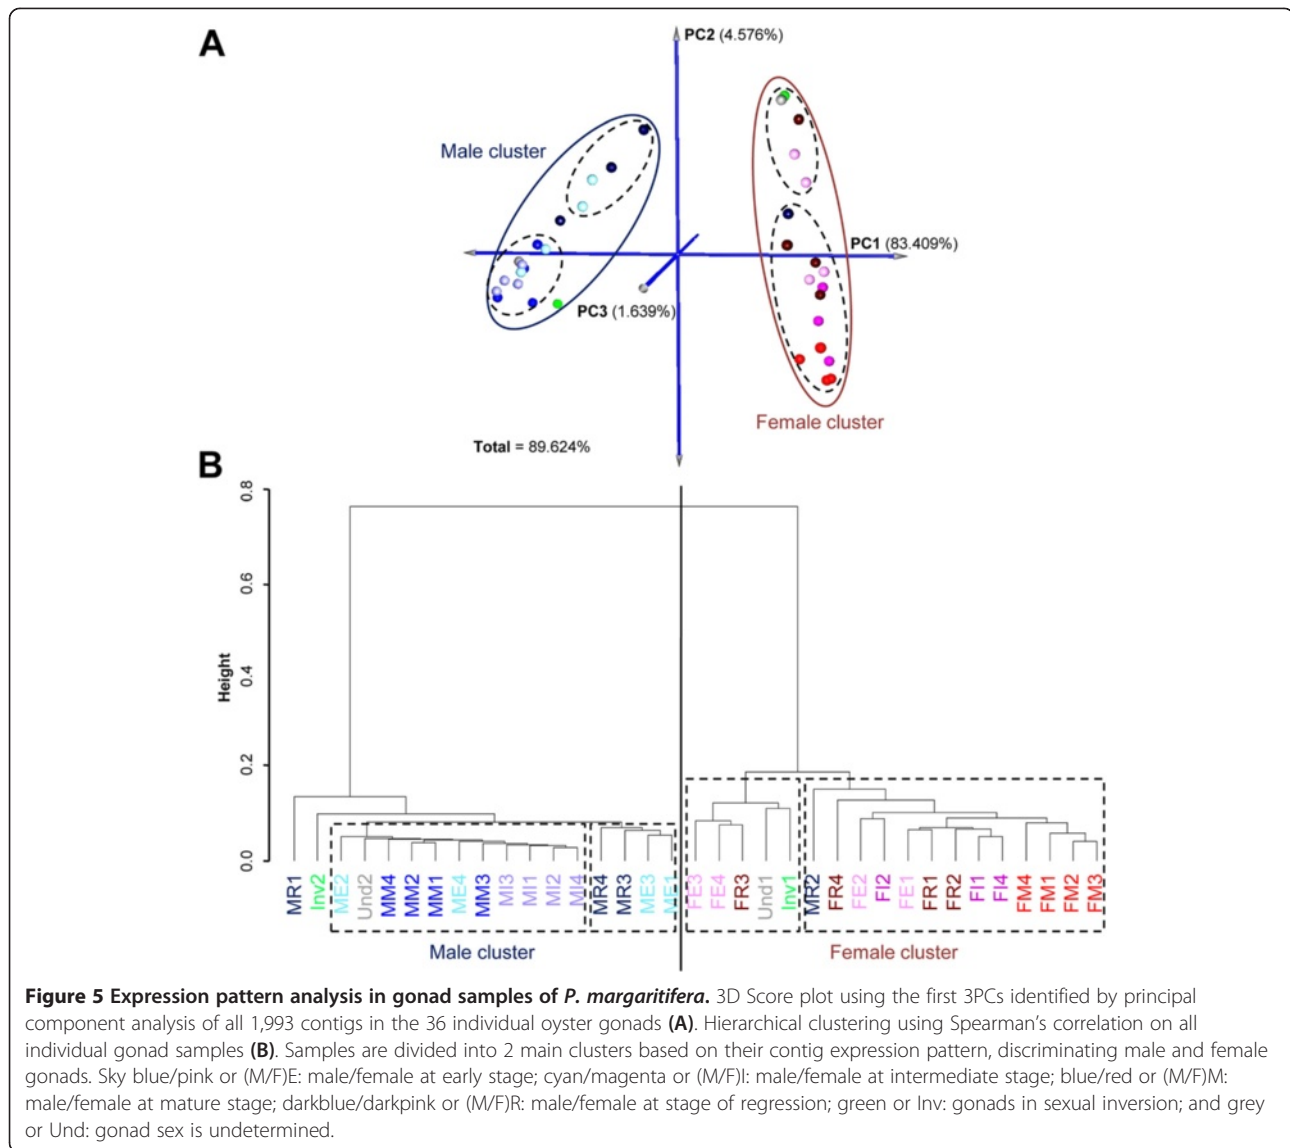 A
PC2 (4.576%)
Male cluster
PC1 (83.409%)
PC3 (1.639%)
Female cluster
Total = 89.624%
B
0.8
0.6
0.4
0.2
0.0
Height
MR1 Inv2 ME2 Und2 MM4 MM2 MM1 ME4 MM3 MI3 MI1 MI2 MI4 MR4 MR3 ME3 ME1 FE3 FE4 FR3 Und1 Inv1 MR2 FR4 FE2 FI2 FE1 FR1 FR2 FI1 FI4 FM4 FM1 FM2 FM3
Male cluster
Female cluster
Figure 5 Expression pattern analysis in gonad samples of P. margaritifera. 3D Score plot using the first 3PCs identified by principal
component analysis of all 1,993 contigs in the 36 individual oyster gonads (A). Hierarchical clustering using Spearman's correlation on all
individual gonad samples (B). Samples are divided into 2 main clusters based on their contig expression pattern, discriminating male and female
gonads. Sky blue/pink or (M/F)E: male/female at early stage; cyan/magenta or (M/F)I: male/female at intermediate stage; blue/red or (M/F)M:
male/female at mature stage; darkblue/darkpink or (M/F)R: male/female at stage of regression; green or Inv: gonads in sexual inversion; and grey
or Und: gonad sex is undetermined.